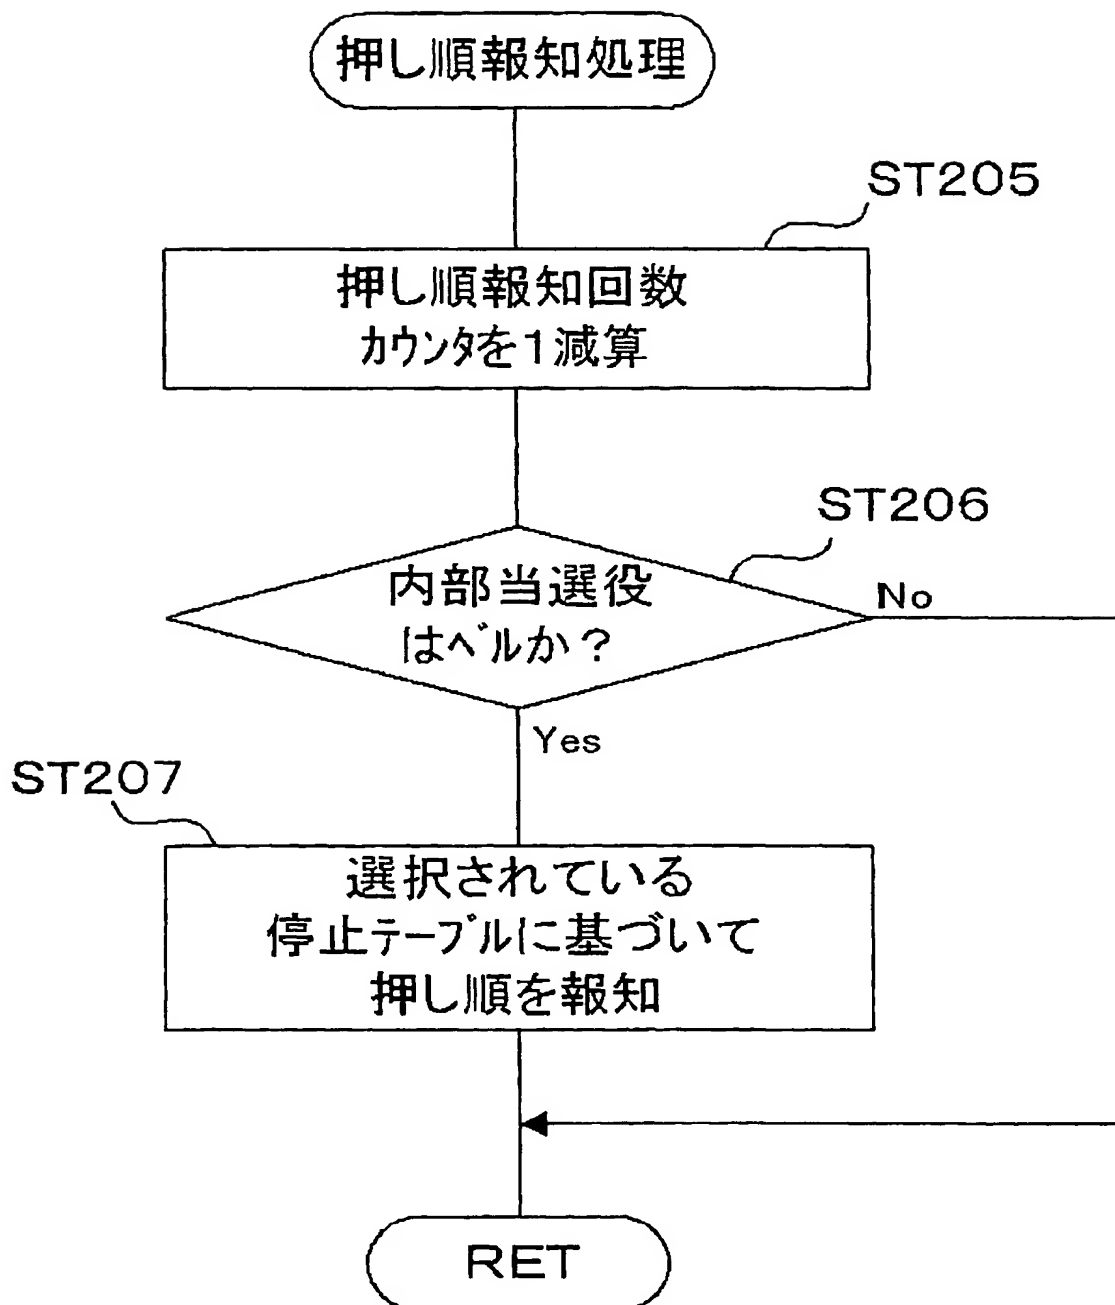 押し順報知処理
ST205
押し順報知回数
ｶｳﾝﾀを1減算
ST206
内部当選役
はﾍﾞﾙか？
No
Yes
ST207
選択されている
停止ﾃｰﾌﾞﾙに基づいて
押し順を報知
RET